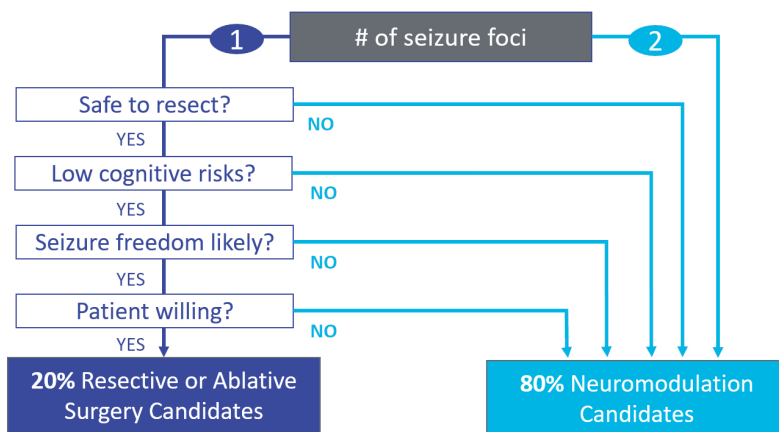 # of seizure foci
1
2
Safe to resect?
NO
YES
Low cognitive risks?
NO
YES
Seizure freedom likely?
NO
YES
Patient willing?
NO
YES
20% Resective or Ablative
Surgery Candidates
80% Neuromodulation
Candidates